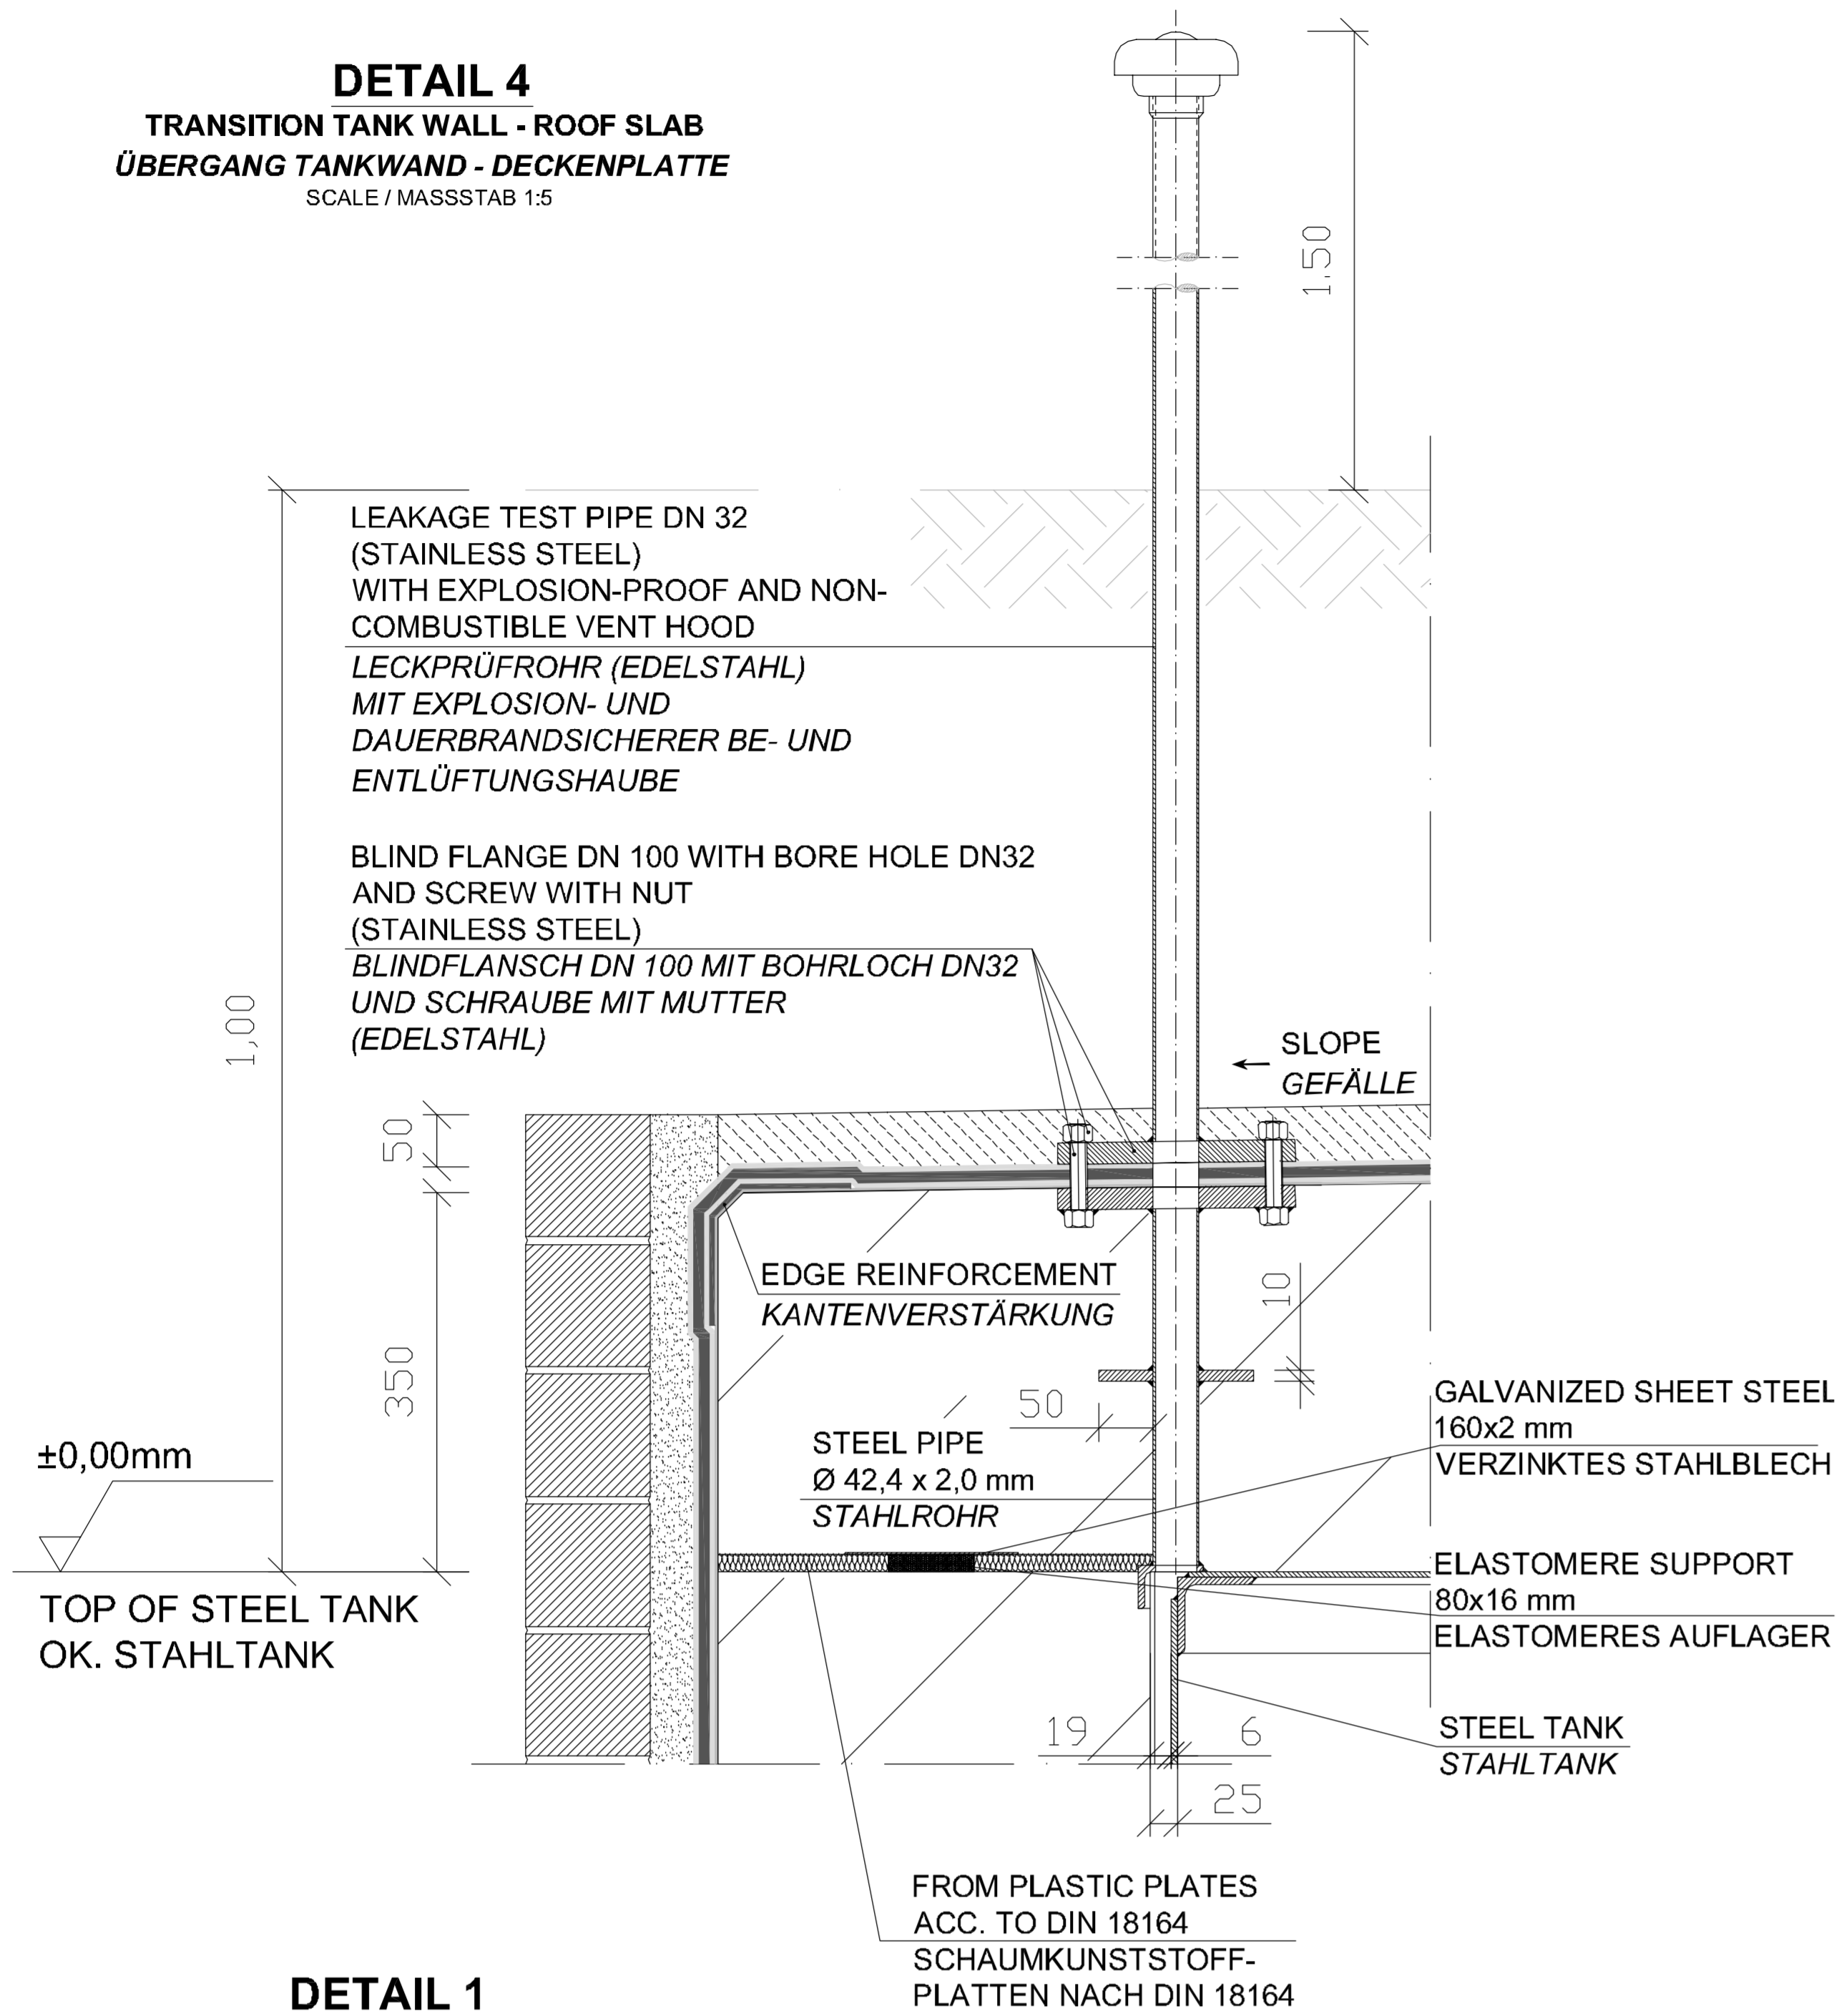 DETAIL 4
TRANSITION TANK WALL - ROOF SLAB
ÜBERGANG TANKWAND - DECKENPLATTE
SCALE / MASSSTAB 1:5
1.50
LEAKAGE TEST PIPE DN 32
(STAINLESS STEEL)
WITH EXPLOSION-PROOF AND NON-
COMBUSTIBLE VENT HOOD
LECKPRÜFROHR (EDELSTAHL)
MIT EXPLOSION- UND
DAUERBRANDSICHERER BE- UND
ENTLÜFTUNGSHAUBE
BLIND FLANGE DN 100 WITH BORE HOLE DN32
AND SCREW WITH NUT
(STAINLESS STEEL)
BLINDFLANSCH DN 100 MIT BOHRLOCH DN32
UND SCHRAUBE MIT MUTTER
(EDELSTAHL)
1,00
SLOPE
GEFÄLLE
50
EDGE REINFORCEMENT
KANTENVERSTÄRKUNG
10
350
50
STEEL PIPE
Ø 42,4 x 2,0 mm
STAHLROHR
GALVANIZED SHEET STEEL
160x2 mm
VERZINKTES STAHLBLECH
±0,00mm
TOP OF STEEL TANK
OK. STAHLTANK
ELASTOMERE SUPPORT
80x16 mm
ELASTOMERES AUFLAGER
19
6
25
STEEL TANK
STAHLTANK
FROM PLASTIC PLATES
ACC. TO DIN 18164
SCHAUMKUNSTSTOFF-
PLATTEN NACH DIN 18164
DETAIL 1